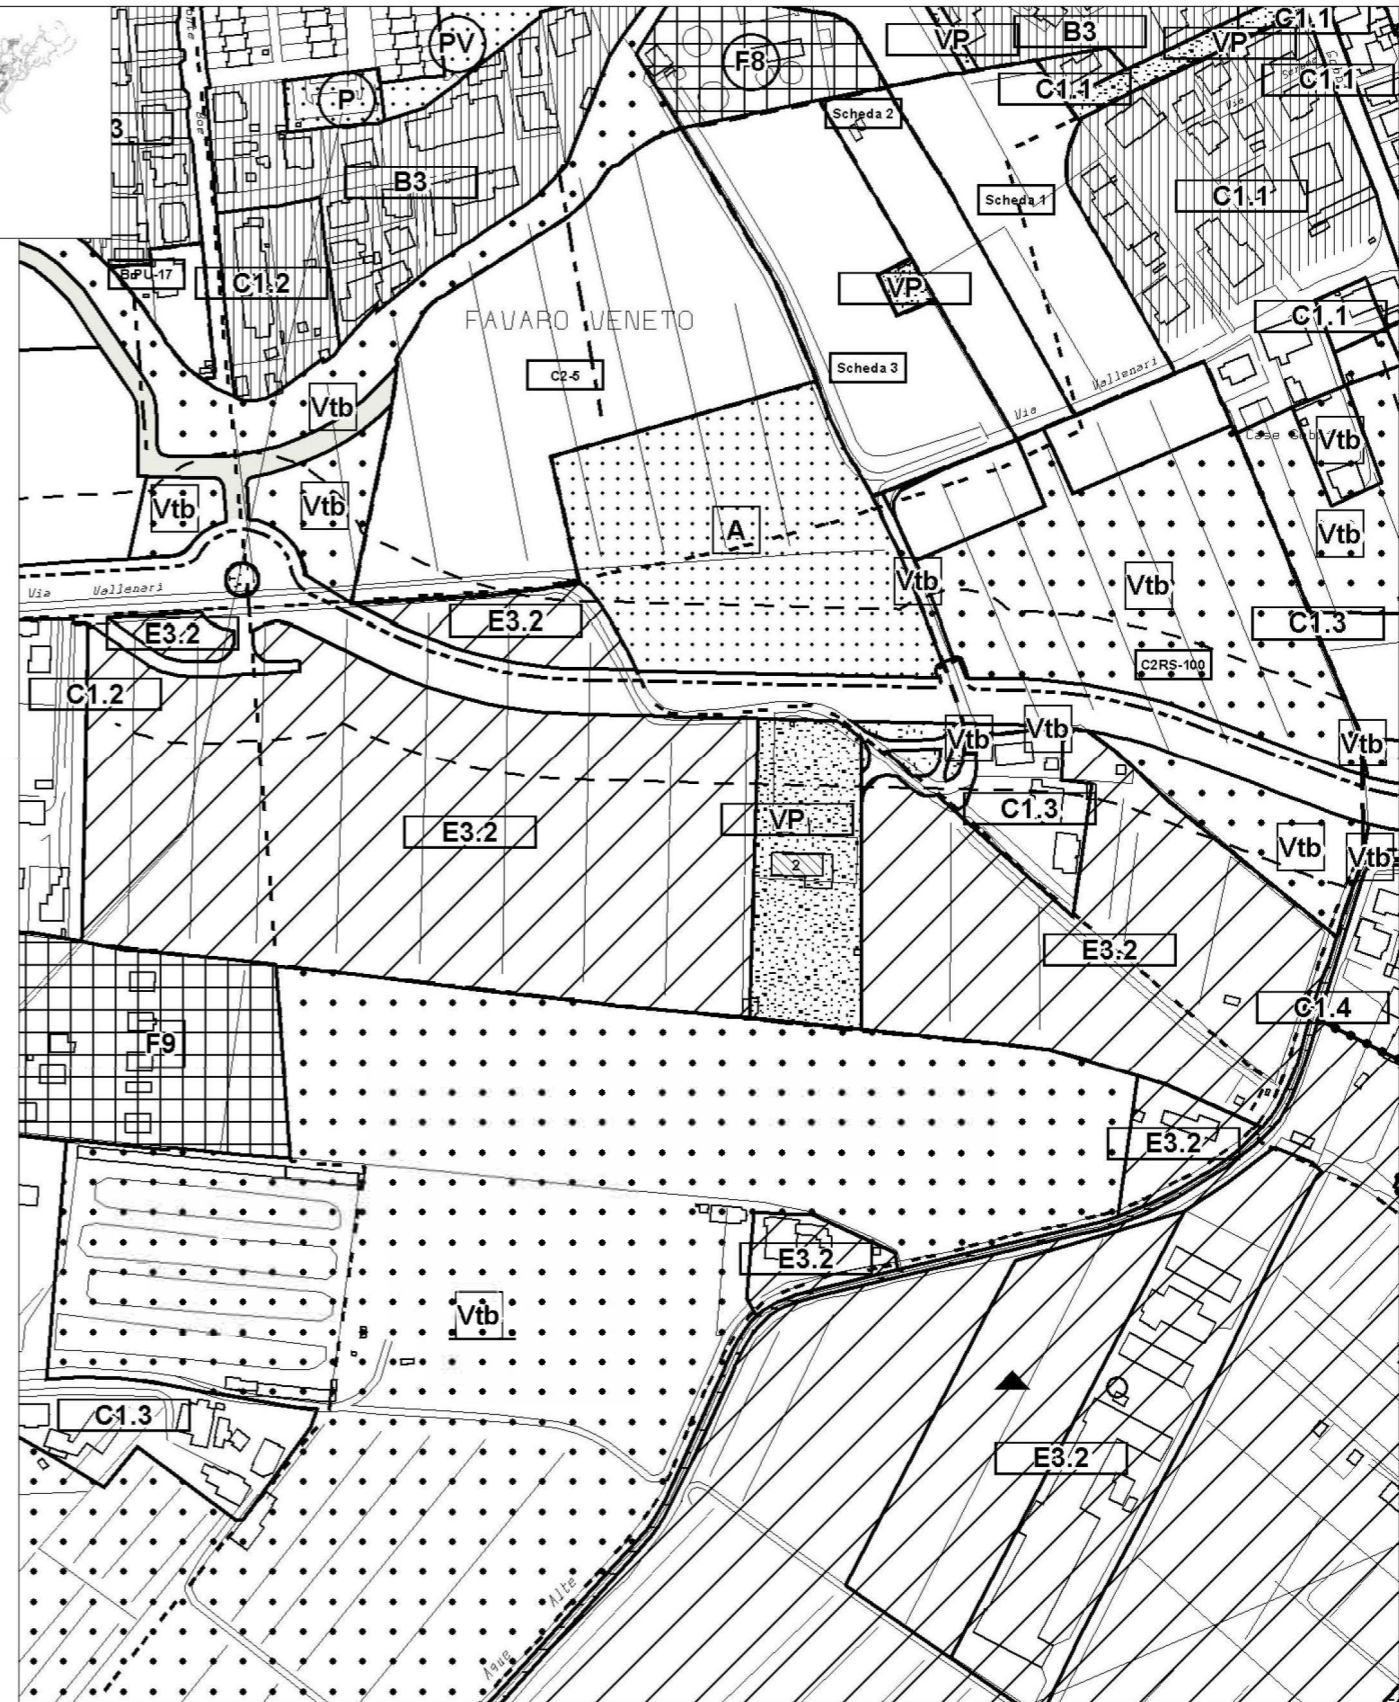 C1.1
PV
VP
B3
VP
F8
C1.1
C1.1
P
Scheda 2
3
B3
Scheda 1
C1.1
C1.2
VP
C1.1
FAVARO VENETO
C2-5
Scheda 3
Via Vallenari
Vtb
Vtb
Vtb
Vtb
A
Vtb
Vtb
Vtb
Via Vallenari
E3.2
E3.2
C1.3
C2RS-100
C1.2
Vtb
Vtb
Vtb
C1.3
VP
E3.2
Vtb
Vtb
2
E3.2
C1.4
F9
E3.2
E3.2
Vtb
C1.3
E3.2
Alte
Aque